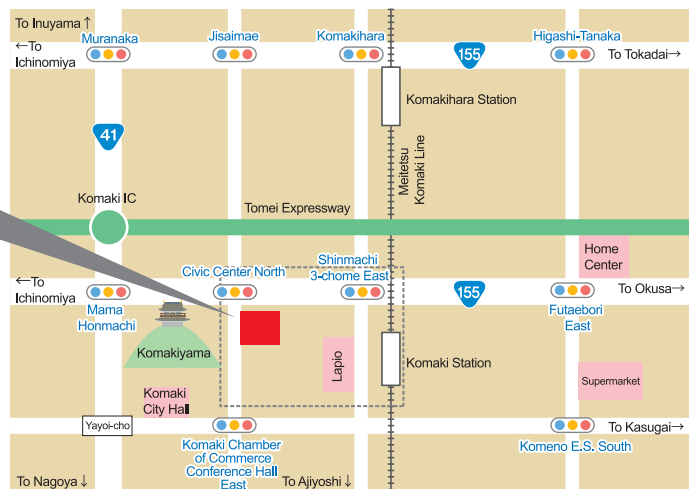 To Inuyama↑
Muranaka
Jisaimae
Komakihara
Higashi-Tanaka
←To
Ichinomiya
155
To Tokadai→
Komakihara Station
41
Meitetsu
Komaki Line
Komaki IC
Tomei Expressway
Home
Center
Shinmachi
3-chome East
Civic Center North
←To
Ichinomiya
155
To Okusa→
Mama
Honmachi
Futaebori
East
Komakiyama
Lapio
Komaki Station
Supermarket
Komaki
City Hall
Yayoi-cho
To Kasugai→
Komaki Chamber
of Commerce
Conference Hall
East
Komeno E.S. South
To Nagoya↓
To Ajiyoshi↓